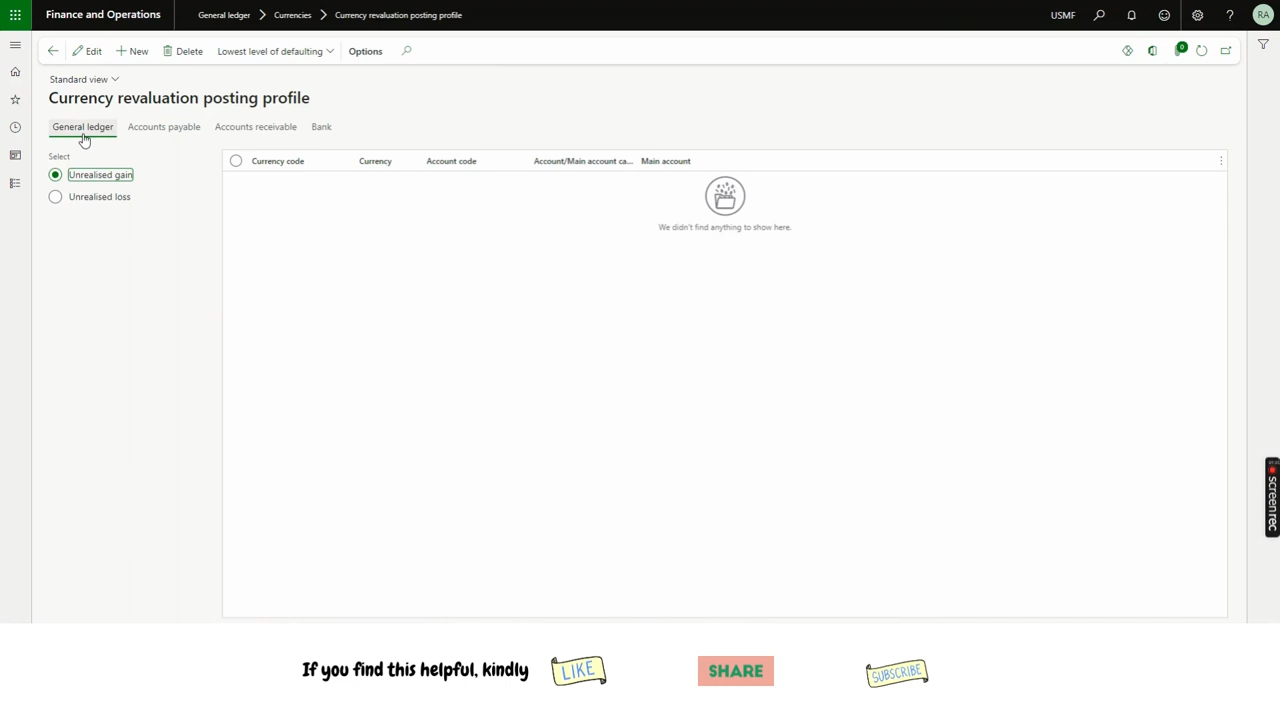 Finance and Operations
General ledger > Currencies > Currency revaluation posting profile
USMF
RA
Edit
New
Delete
Lowest level of defaulting
Options
0
Standard view
Currency revaluation posting profile
General ledger
Accounts payable
Accounts receivable
Bank
Select
Unrealised gain
Unrealised loss
Currency code
Currency
Account code
Account/Main account ca...
Main account
We didn't find anything to show here.
screenrec
If you find this helpful, kindly
LIKE
SHARE
SUBSCRIBE